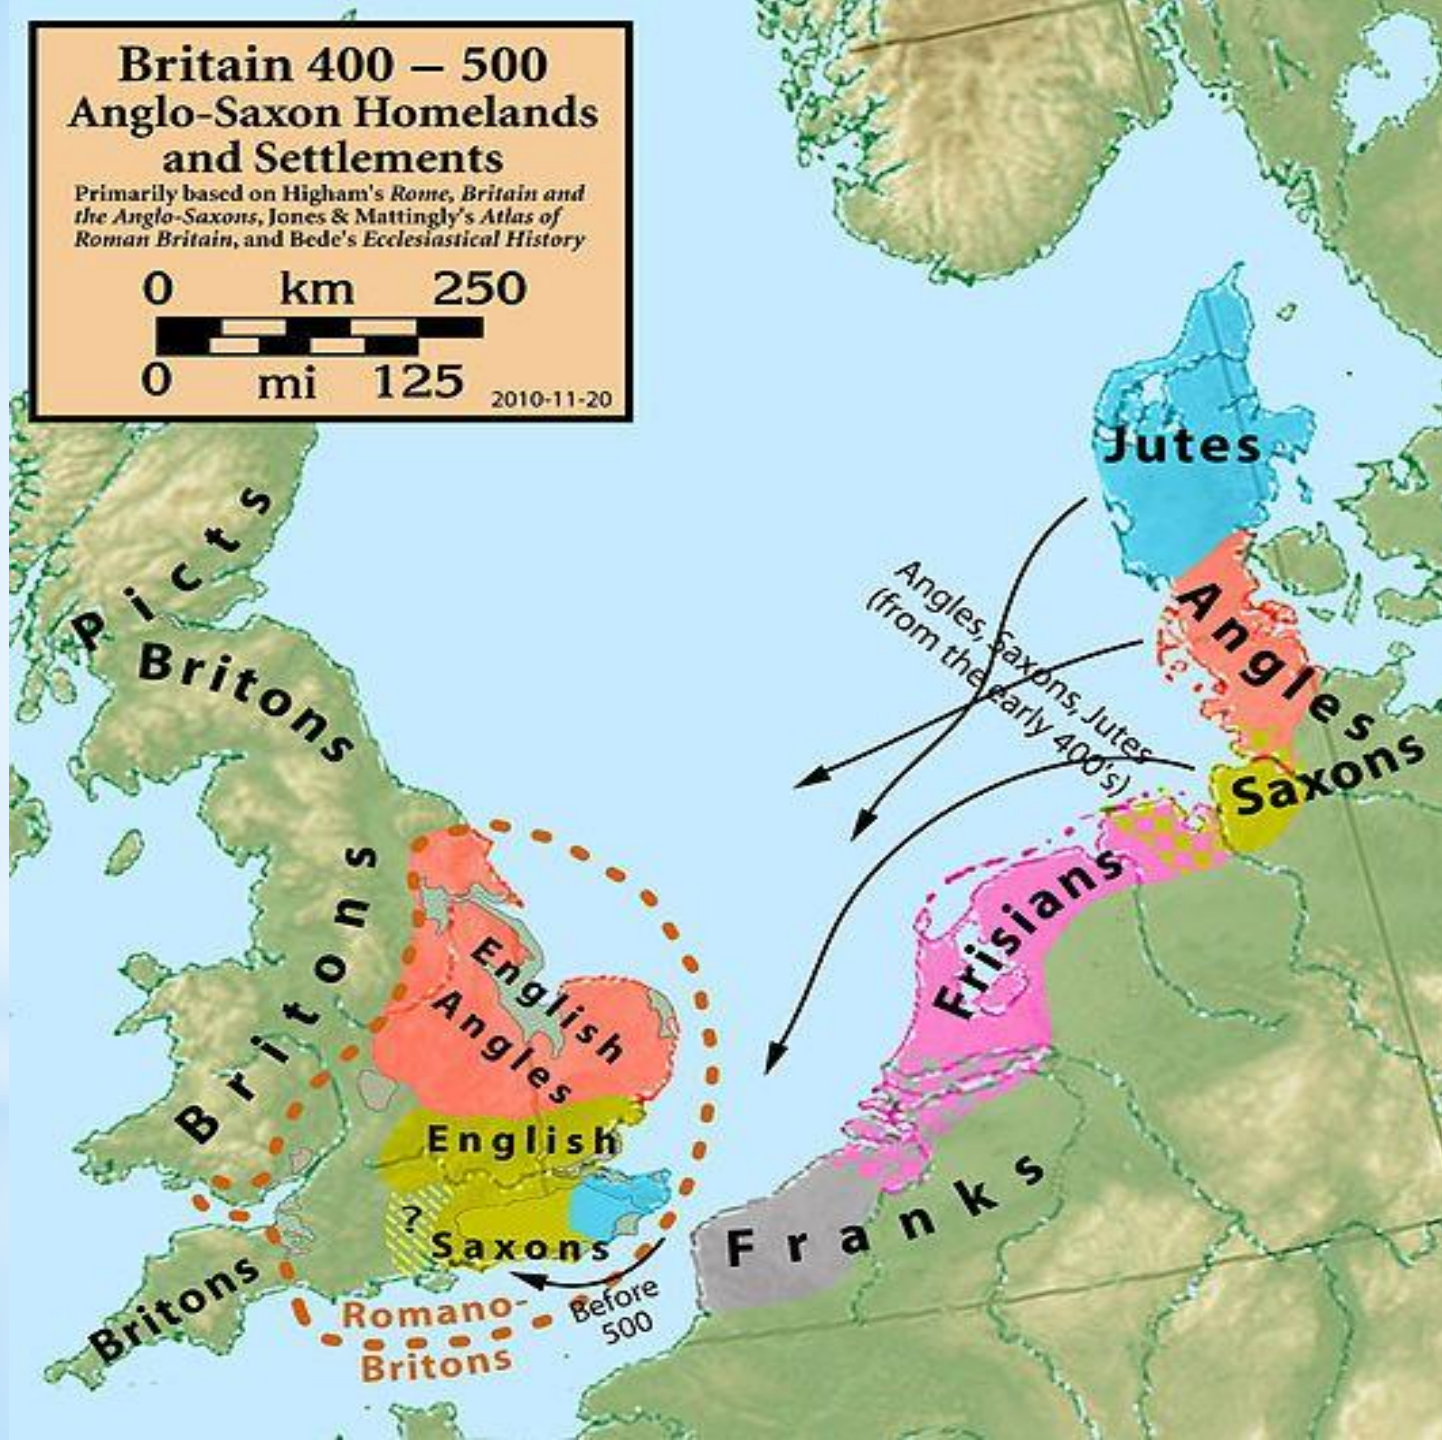 Britain 400 – 500
Anglo-Saxon Homelands
and Settlements
Primarily based on Higham's Rome, Britain and
the Anglo-Saxons, Jones & Mattingly's Atlas of
Roman Britain, and Bede's Ecclesiastical History
0 km 250
0 mi 125
2010-11-20
Jutes
Picts
Angles, Saxons, Jutes
(from the early 400's)
Angles
Britons
Saxons
Britons
Frisians
English
Angles
English
?
Saxons
Franks
Britons
Before
500
Romano-
Britons